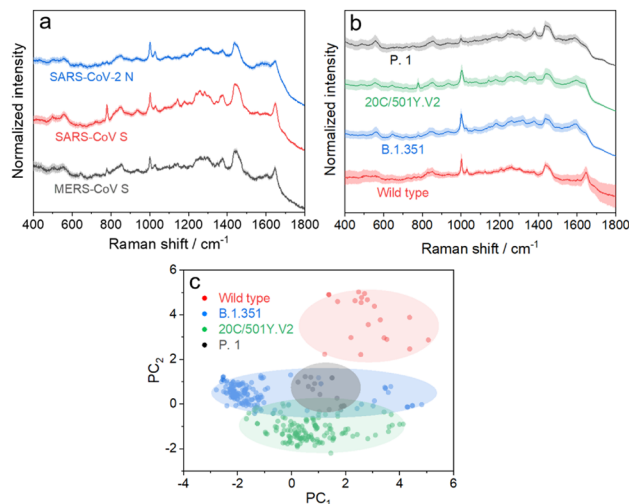 a
SARS-CoV-2 N
SARS-CoV S
MERS-CoV S
Normalized intensity
400 600 800 1000 1200 1400 1600 1800
Raman shift / cm-1
b
P. 1
20C/501Y.V2
B.1.351
Wild type
Normalized intensity
400 600 800 1000 1200 1400 1600 1800
Raman shift / cm-1
c
Wild type
B.1.351
20C/501Y.V2
P. 1
PC2
6
4
2
0
-2
-4 -2 0 2 4 6
PC1